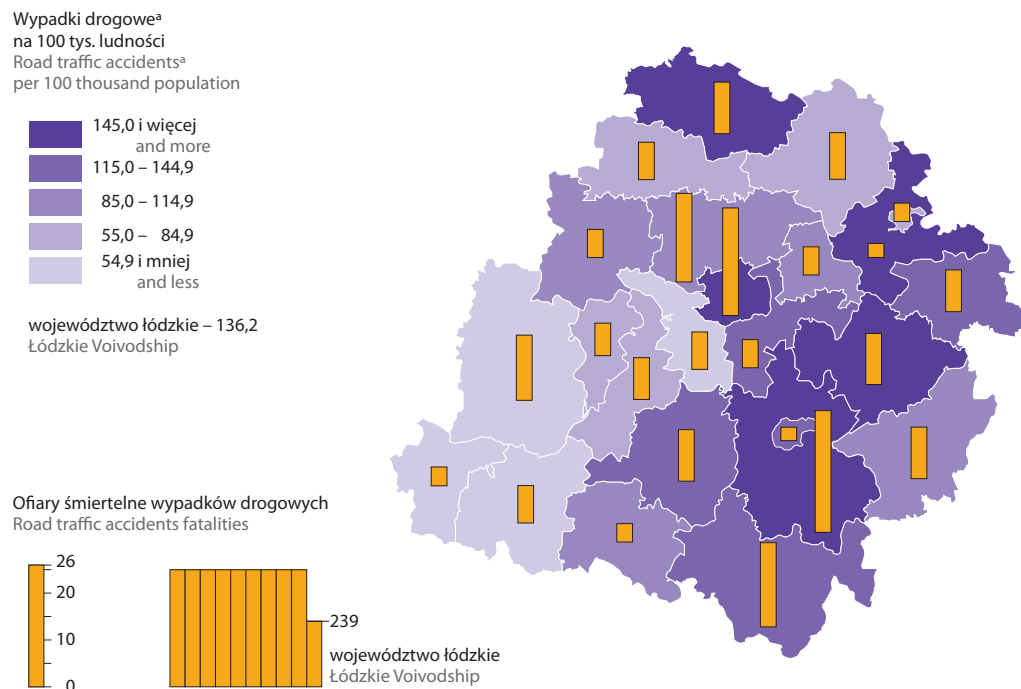 Wypadki drogoweᵃ
na 100 tys. ludności
Road traffic accidentsᵃ
per 100 thousand population
145,0 i więcej
and more
115,0 – 144,9
85,0 – 114,9
55,0 – 84,9
54,9 i mniej
and less
województwo łódzkie – 136,2
Łódzkie Voivodship
Ofiary śmiertelne wypadków drogowych
Road traffic accidents fatalities
26
20
10
0
239
województwo łódzkie
Łódzkie Voivodship